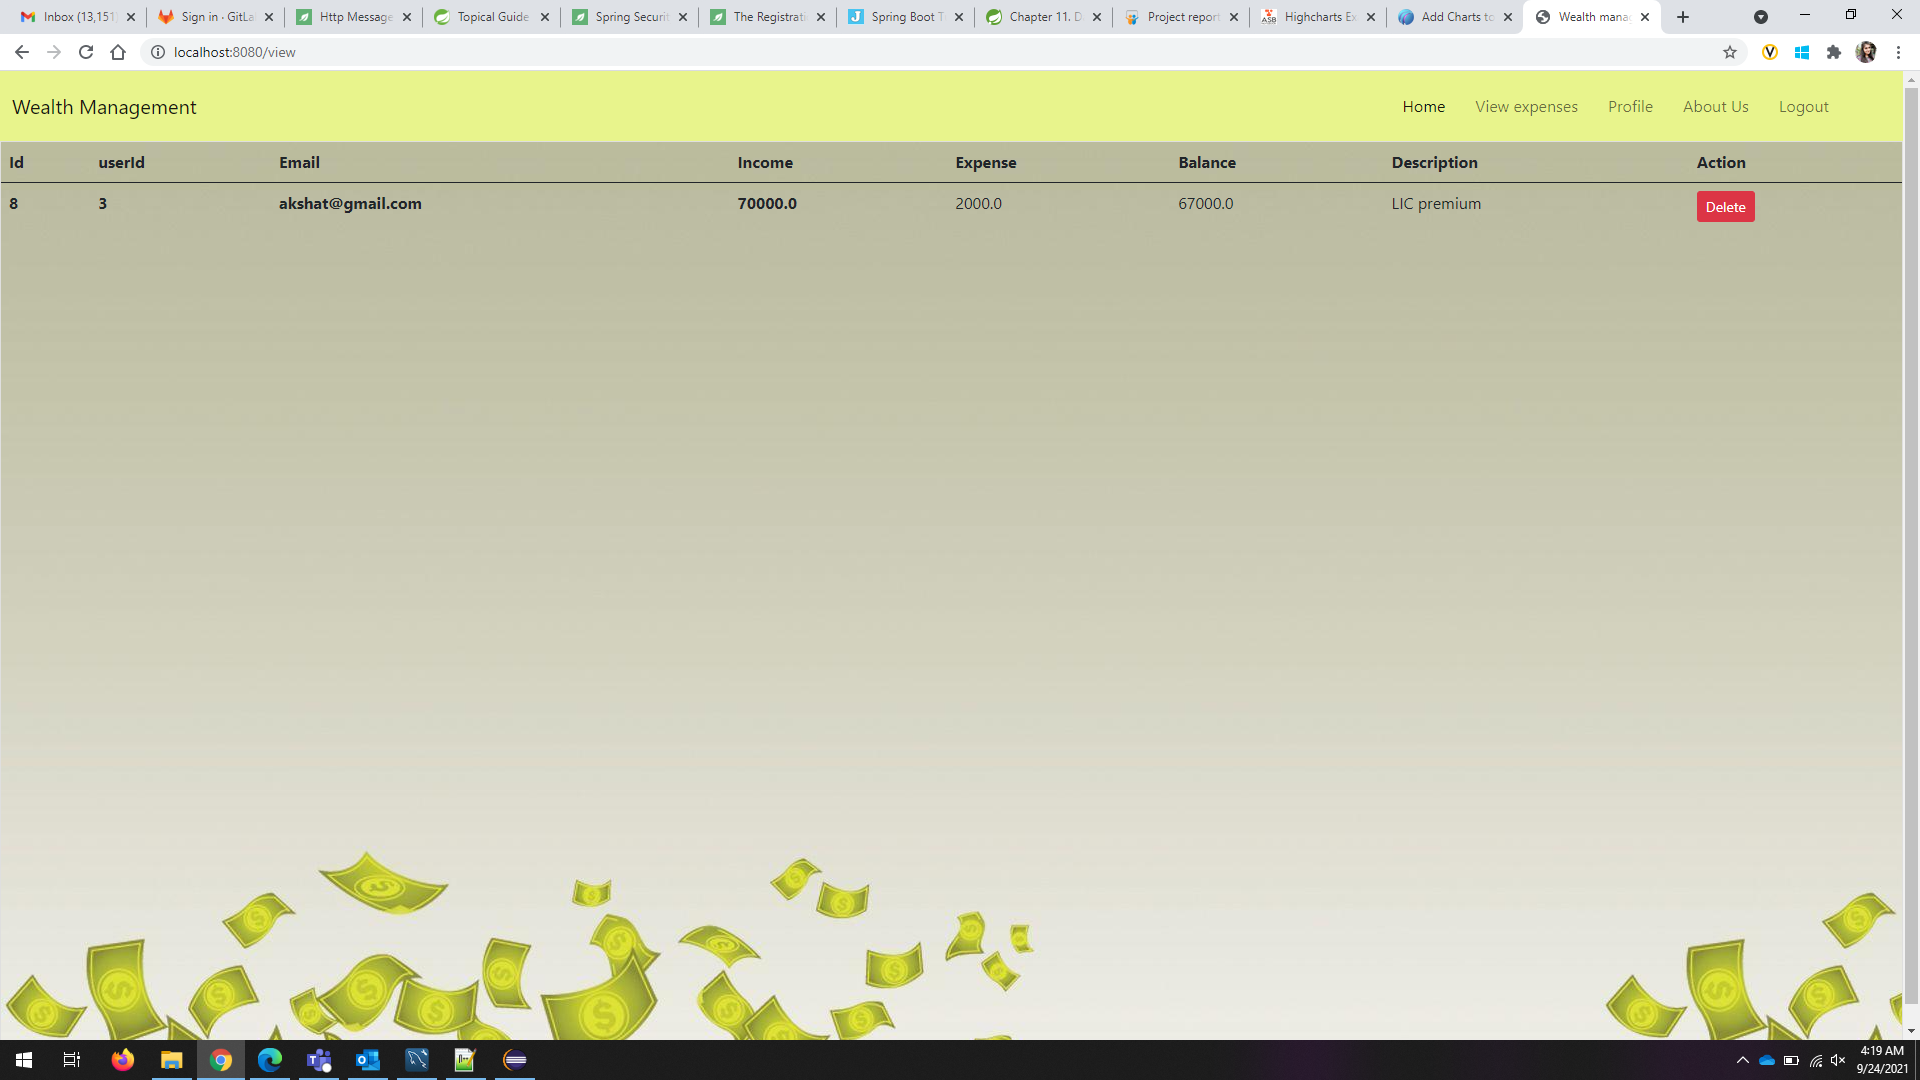 Inbox (13,151) Sign in · GitLa Http Message Topical Guide Spring Securit The Registrati Spring Boot T Chapter 11. D Project report Highcharts Ex Add Charts to Wealth mana
localhost:8080/view
Wealth Management Home View expenses Profile About Us Logout
Id userId Email Income Expense Balance Description Action
8 3 akshat@gmail.com 70000.0 2000.0 67000.0 LIC premium Delete
4:19 AM
9/24/2021